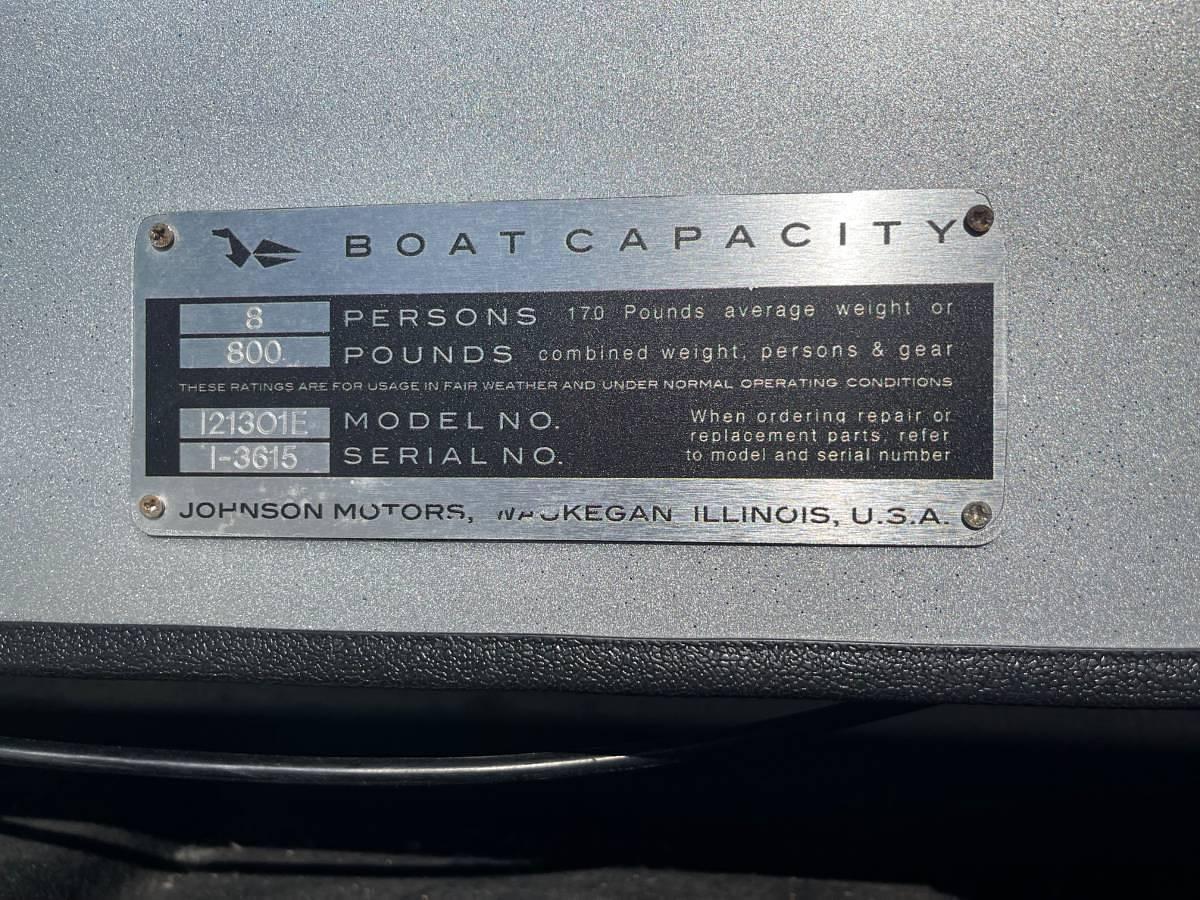 BOAT CAPACITY
8 PERSONS 170 Pounds average weight or
800 POUNDS combined weight, persons & gear
THESE RATINGS ARE FOR USAGE IN FAIR WEATHER AND UNDER NORMAL OPERATING CONDITIONS
121301E MODEL NO.
1-3615 SERIAL NO.
When ordering repair or
replacement parts, refer
to model and serial number
JOHNSON MOTORS, WAUKEGAN ILLINOIS, U.S.A.